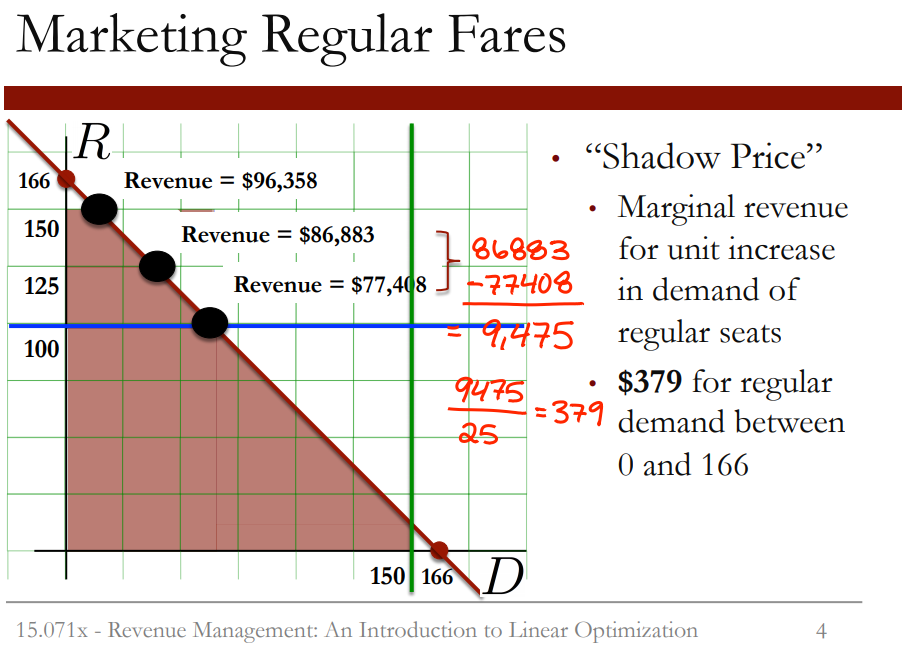 Marketing Regular Fares
R
166
Revenue = $96,358
150
Revenue = $86,883
125
Revenue = $77,408
100
86883
-77408
= 9,475
9475
25
=379
150
166
D
• “Shadow Price”
• Marginal revenue
for unit increase
in demand of
regular seats
• $379 for regular
demand between
0 and 166
15.071x - Revenue Management: An Introduction to Linear Optimization
4